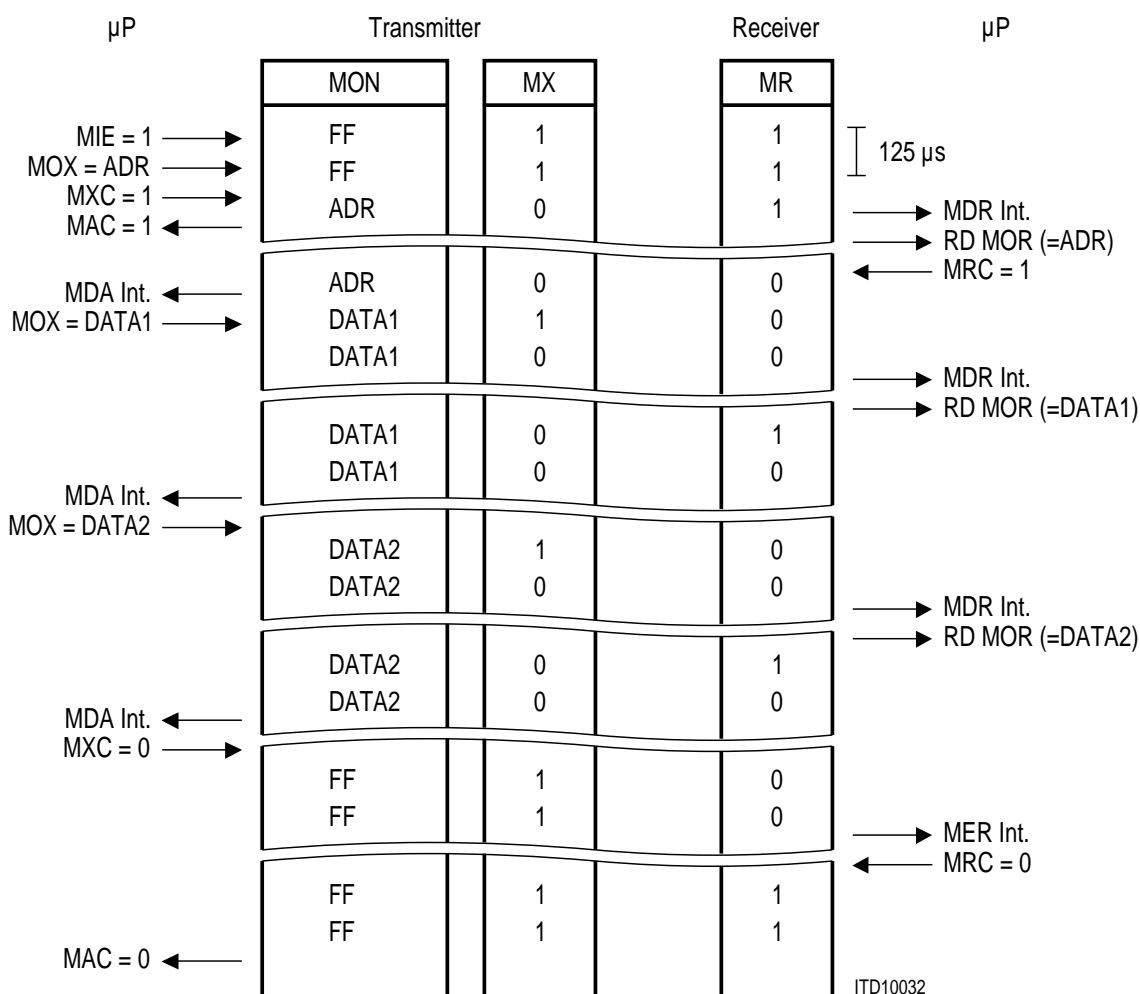 µP Transmitter Receiver µP
MON MX MR
MIE = 1 FF 1 1
125 µs
MOX = ADR FF 1 1
MXC = 1 ADR 0 1 MDR Int.
MAC = 1
RD MOR (=ADR)
MRC = 1
ADR 0 0
MDA Int.
MOX = DATA1 DATA1 1 0
DATA1 0 0
MDR Int.
RD MOR (=DATA1)
DATA1 0 1
DATA1 0 0
MDA Int.
MOX = DATA2
DATA2 1 0
DATA2 0 0
MDR Int.
RD MOR (=DATA2)
DATA2 0 1
DATA2 0 0
MDA Int.
MXC = 0
FF 1 0
FF 1 0
MER Int.
MRC = 0
FF 1 1
FF 1 1
MAC = 0
ITD10032